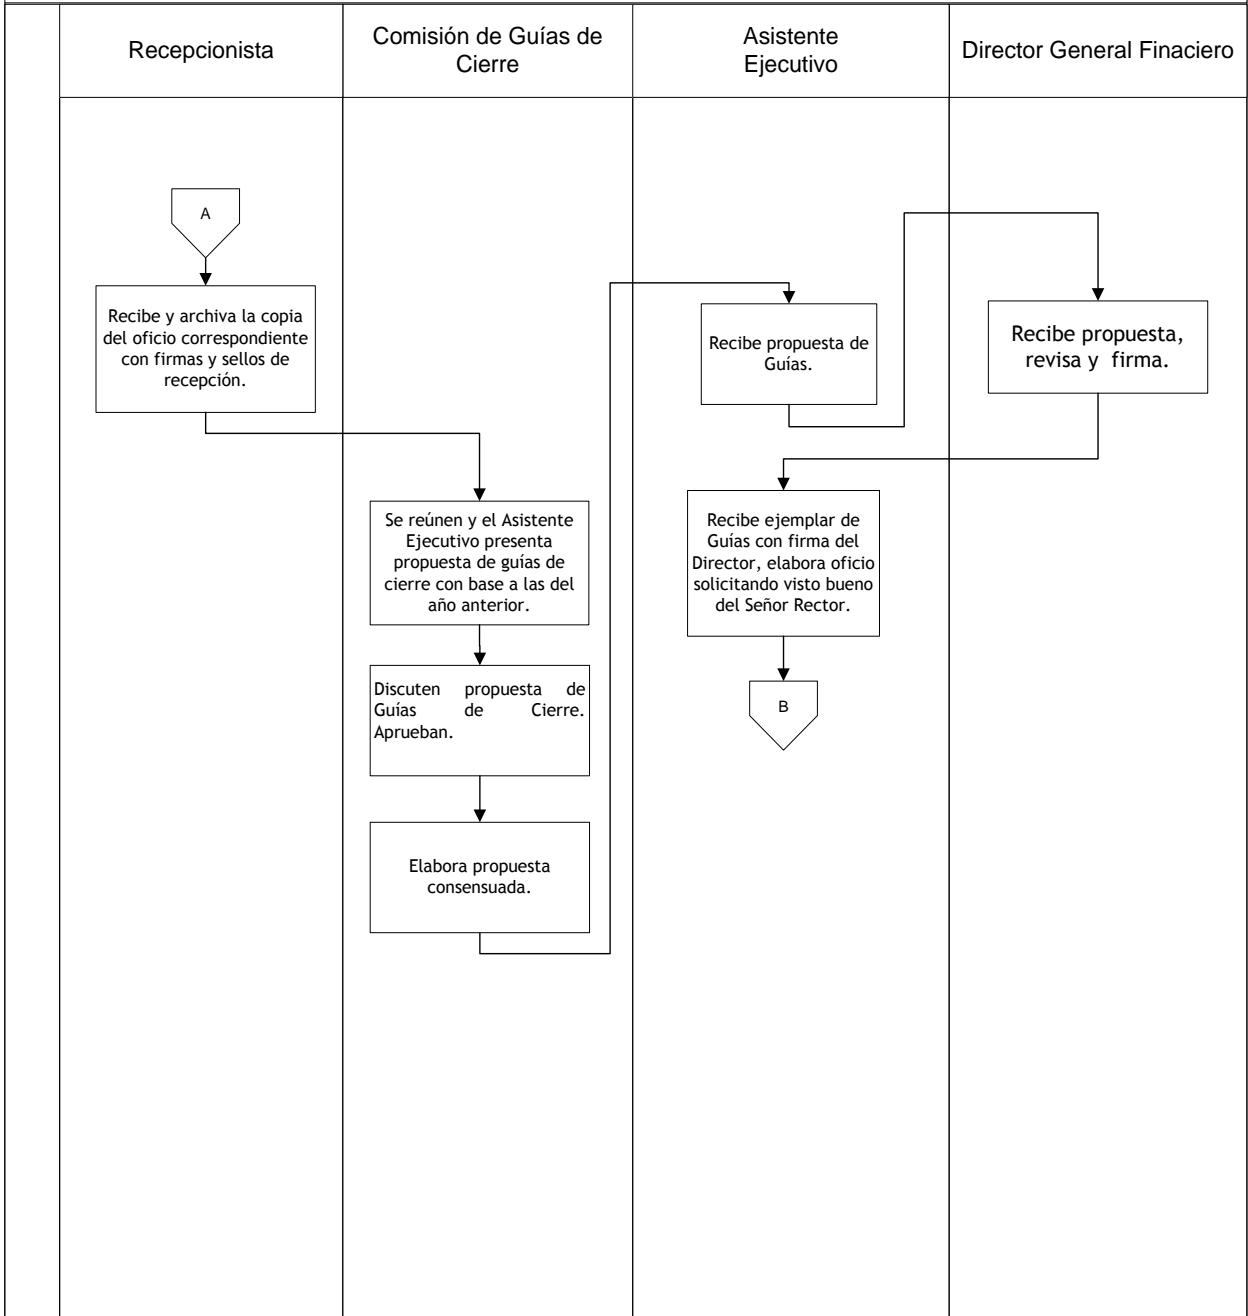 Recepcionista
Comisión de Guías de
Cierre
Asistente
Ejecutivo
Director General Finaciero
A
Recibe y archiva la copia
del oficio correspondiente
con firmas y sellos de
recepción.
Se reúnen y el Asistente
Ejecutivo presenta
propuesta de guías de
cierre con base a las del
año anterior.
Discuten propuesta de
Guías de Cierre.
Aprueban.
Elabora propuesta
consensuada.
Recibe propuesta de
Guías.
Recibe propuesta,
revisa y firma.
Recibe ejemplar de
Guías con firma del
Director, elabora oficio
solicitando visto bueno
del Señor Rector.
B